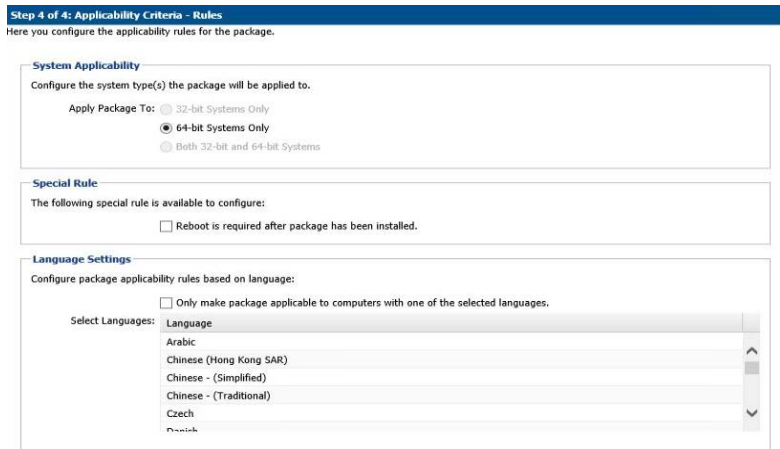 Step 4 of 4: Applicability Criteria - Rules
Here you configure the applicability rules for the package.
System Applicability
Configure the system type(s) the package will be applied to.
Apply Package To: 32-bit Systems Only
64-bit Systems Only
Both 32-bit and 64-bit Systems
Special Rule
The following special rule is available to configure:
Reboot is required after package has been installed.
Language Settings
Configure package applicability rules based on language:
Only make package applicable to computers with one of the selected languages.
Select Languages: Language
Arabic
Chinese (Hong Kong SAR)
Chinese - (Simplified)
Chinese - (Traditional)
Czech
Danish